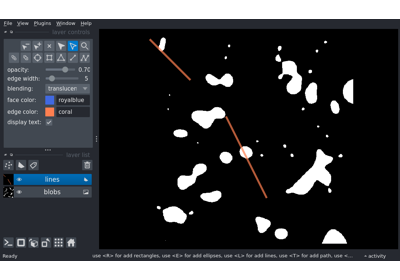 File View Plugins Window Help
layer controls
opacity: 0.70
edge width: 5
blending: translucen
face color: royalblue
edge color: coral
display text:
layer list
lines
blobs
Ready use <R> for add rectangles, use <E> for add ellipses, use <L> for add lines, use <T> for add path, use <... activity